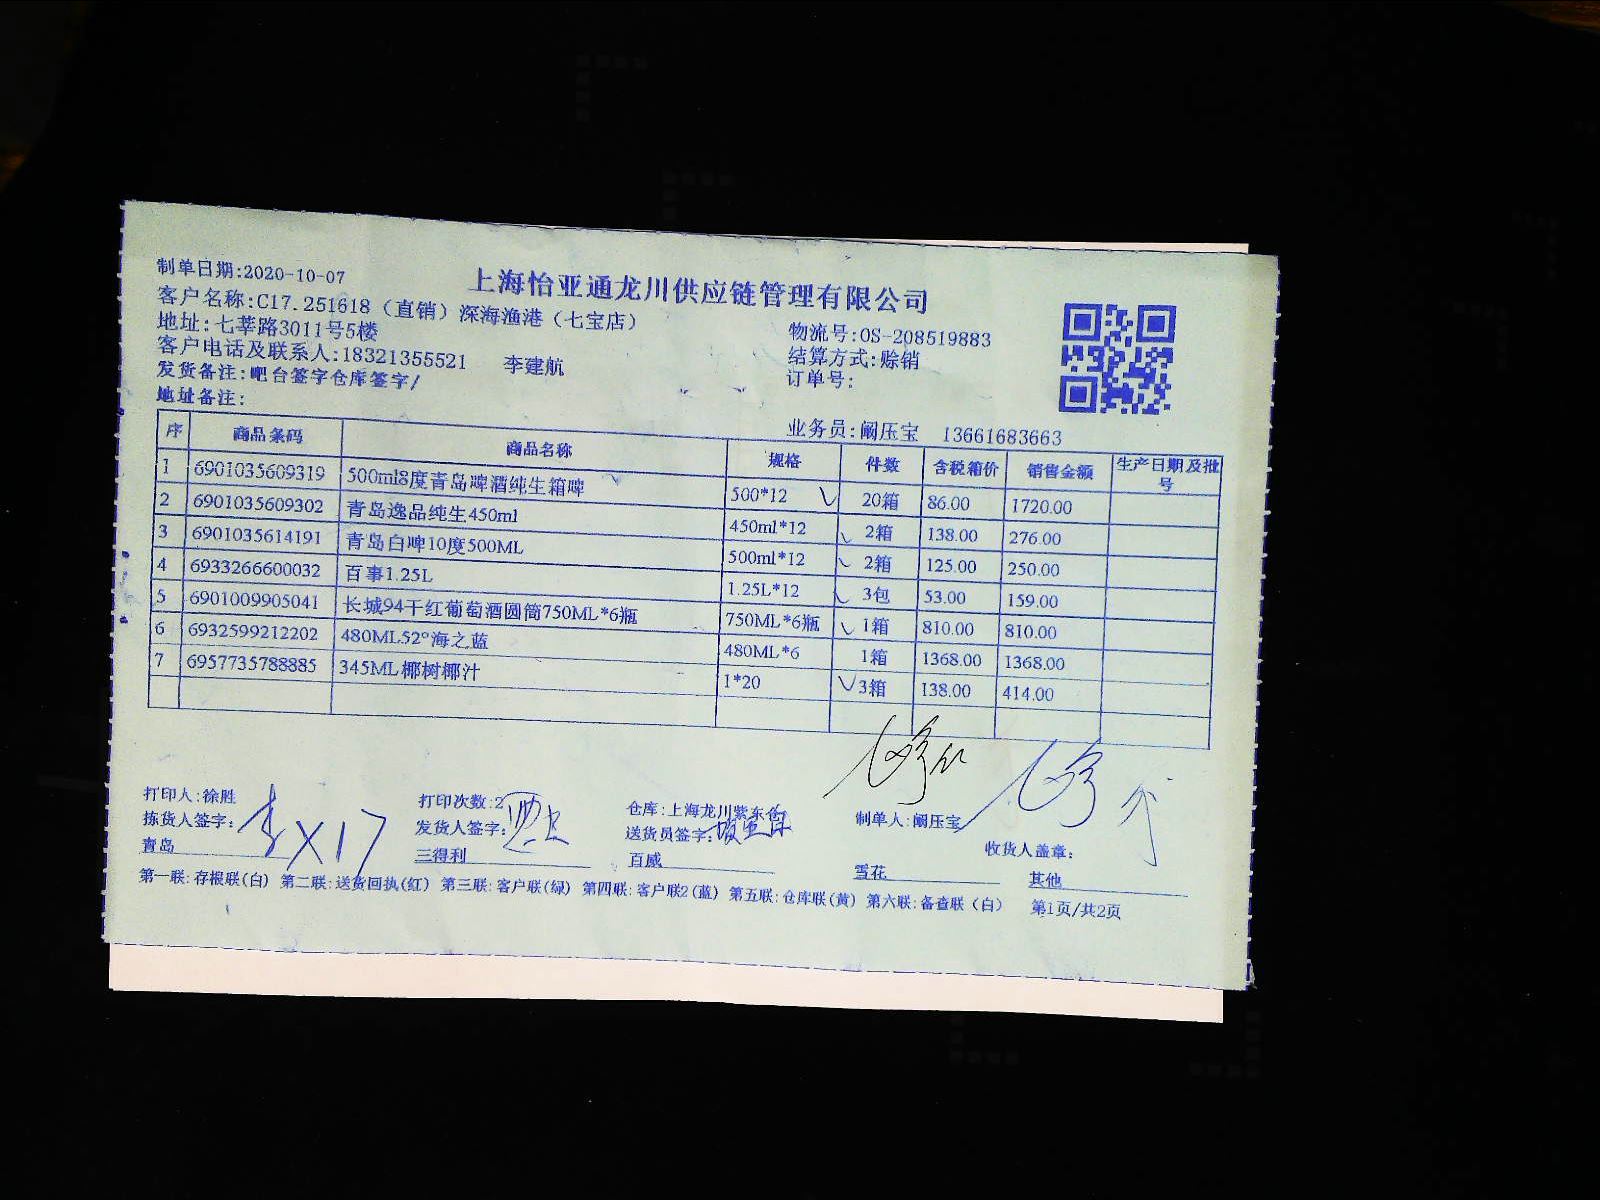 上海怡亚通龙川供应链管理有限公司
制单日期:2020-10-07
客户名称:C17.251618（直销）深海渔港（七宝店）
物流号:OS-208519883
地址:七莘路3011号5楼
结算方式:赊销
客户电话及联系人:18321355521 李建航
订单号:
发货备注:吧台签字仓库签字/
地址备注:
业务员:阚压宝 13661683663
序 商品条码 商品名称 规格 件数 含税箱价 销售金额 生产日期及批号
1 6901035609319 500ml8度青岛啤酒纯生箱啤 500*12 20箱 86.00 1720.00
2 6901035609302 青岛逸品纯生450ml 450ml*12 2箱 138.00 276.00
3 6901035614191 青岛白啤10度500ML 500ml*12 2箱 125.00 250.00
4 6933266600032 百事1.25L 1.25L*12 3包 53.00 159.00
5 6901009905041 长城94干红葡萄酒圆筒750ML*6瓶 750ML*6瓶 1箱 810.00 810.00
6 6932599212202 480ML52°海之蓝 480ML*6 1箱 1368.00 1368.00
7 6957735788885 345ML椰树椰汁 1*20 3箱 138.00 414.00
打印人:徐胜 打印次数:2 仓库:上海龙川紫东仓 制单人:阚压宝
拣货人签字: X17 发货人签字: 送货员签字: 收货人盖章:
青岛 三得利 百威 雪花 其他
第一联:存根联(白) 第二联:送货回执(红) 第三联:客户联(绿) 第四联:客户联2(蓝) 第五联:仓库联(黄) 第六联:备查联（白） 第1页/共2页